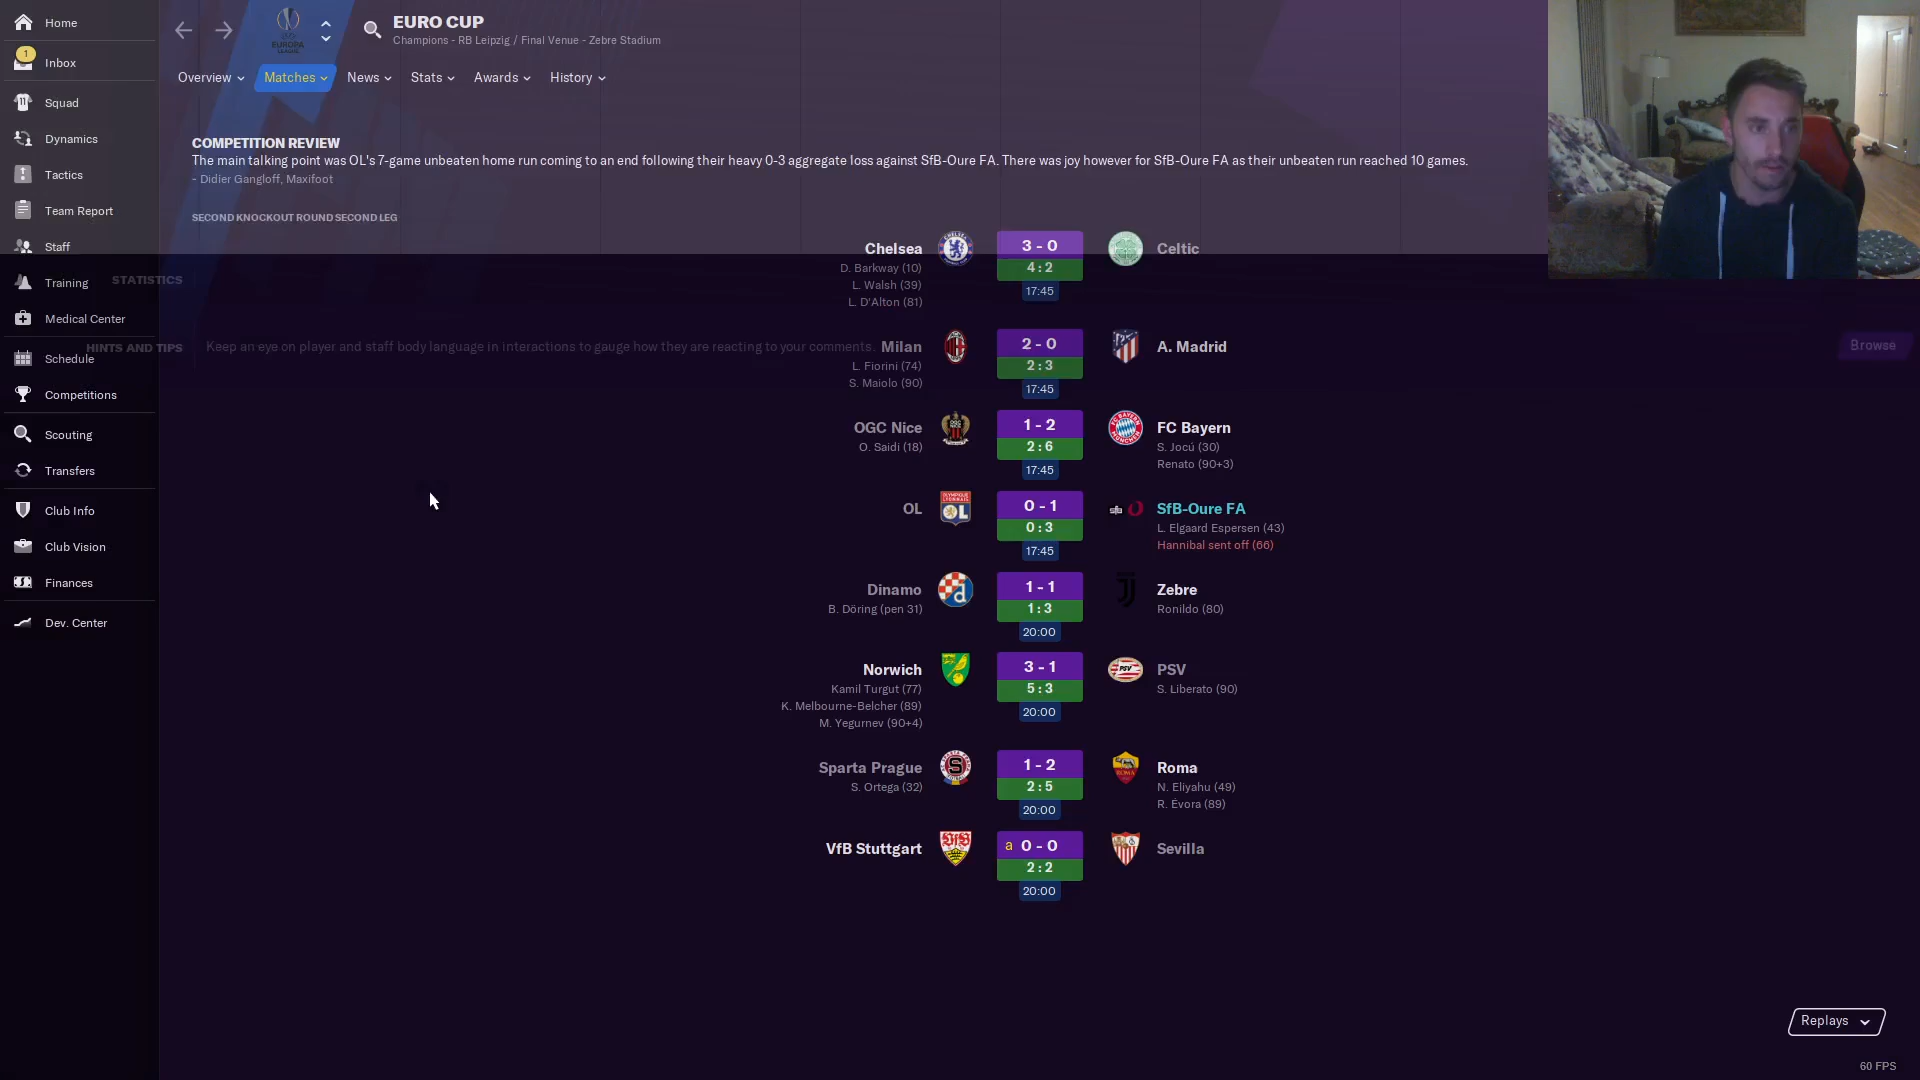 Home
Inbox
1
Squad
Dynamics
Tactics
Team Report
Staff
Training
Medical Center
Schedule
Competitions
Scouting
Transfers
Club Info
Club Vision
Finances
Dev. Center
EUROPA
LEAGUE
EURO CUP
Champions - RB Leipzig / Final Venue - Zebre Stadium
Overview
Matches
News
Stats
Awards
History
COMPETITION REVIEW
The main talking point was OL's 7-game unbeaten home run coming to an end following their heavy 0-3 aggregate loss against SfB-Oure FA. There was joy however for SfB-Oure FA as their unbeaten run reached 10 games.
- Didier Gangloff, Maxifoot
SECOND KNOCKOUT ROUND SECOND LEG
STATISTICS
HINTS AND TIPS
Keep an eye on player and staff body language in interactions to gauge how they are reacting to your comments.
Browse
Chelsea 3 - 0 Celtic
D. Barkway (10) 4 : 2
L. Walsh (39) 17:45
L. D'Alton (81)
Milan 2 - 0 A. Madrid
L. Fiorini (74) 2 : 3
S. Maiolo (90) 17:45
OGC Nice 1 - 2 FC Bayern
O. Saidi (18) 2 : 6 S. Jocú (30)
17:45 Renato (90+3)
OL 0 - 1 SfB-Oure FA
0 : 3 L. Elgaard Espersen (43)
17:45 Hannibal sent off (66)
Dinamo 1 - 1 Zebre
B. Döring (pen 31) 1 : 3 Ronildo (80)
20:00
Norwich 3 - 1 PSV
Kamil Turgut (77) 5 : 3 S. Liberato (90)
K. Melbourne-Belcher (89) 20:00
M. Yegurnev (90+4)
Sparta Prague 1 - 2 Roma
S. Ortega (32) 2 : 5 N. Eliyahu (49)
20:00 R. Évora (89)
VfB Stuttgart a 0 - 0 Sevilla
2 : 2
20:00
Replays
60 FPS